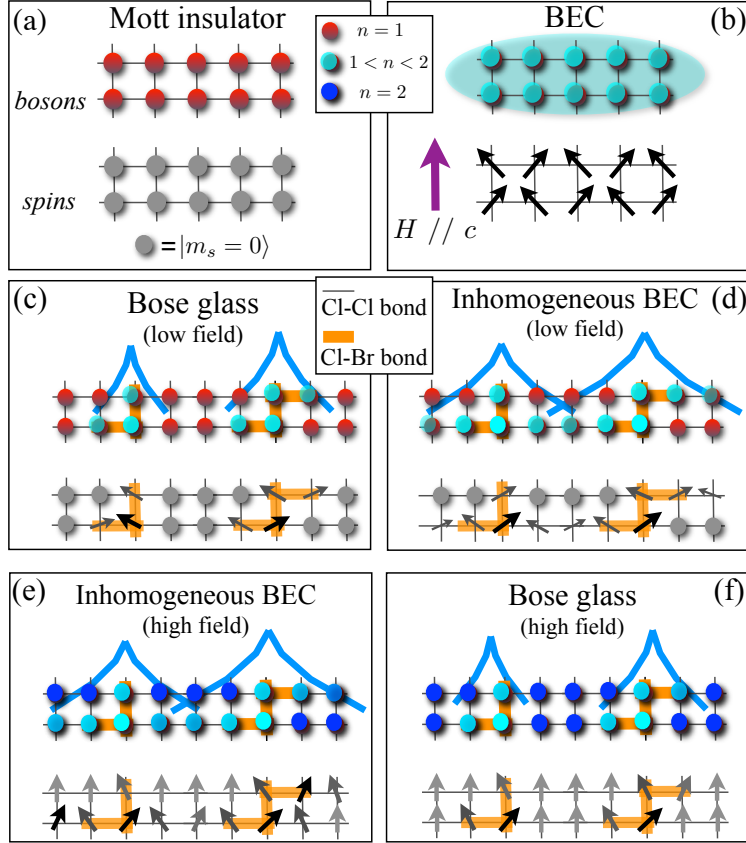 (a)
Mott insulator
bosons
spins
= |m_s = 0⟩
n = 1
1 < n < 2
n = 2
BEC
(b)
H // c
(c)
Bose glass
(low field)
Cl-Cl bond
Cl-Br bond
Inhomogeneous BEC
(d)
(low field)
(e)
Inhomogeneous BEC
(high field)
Bose glass
(f)
(high field)